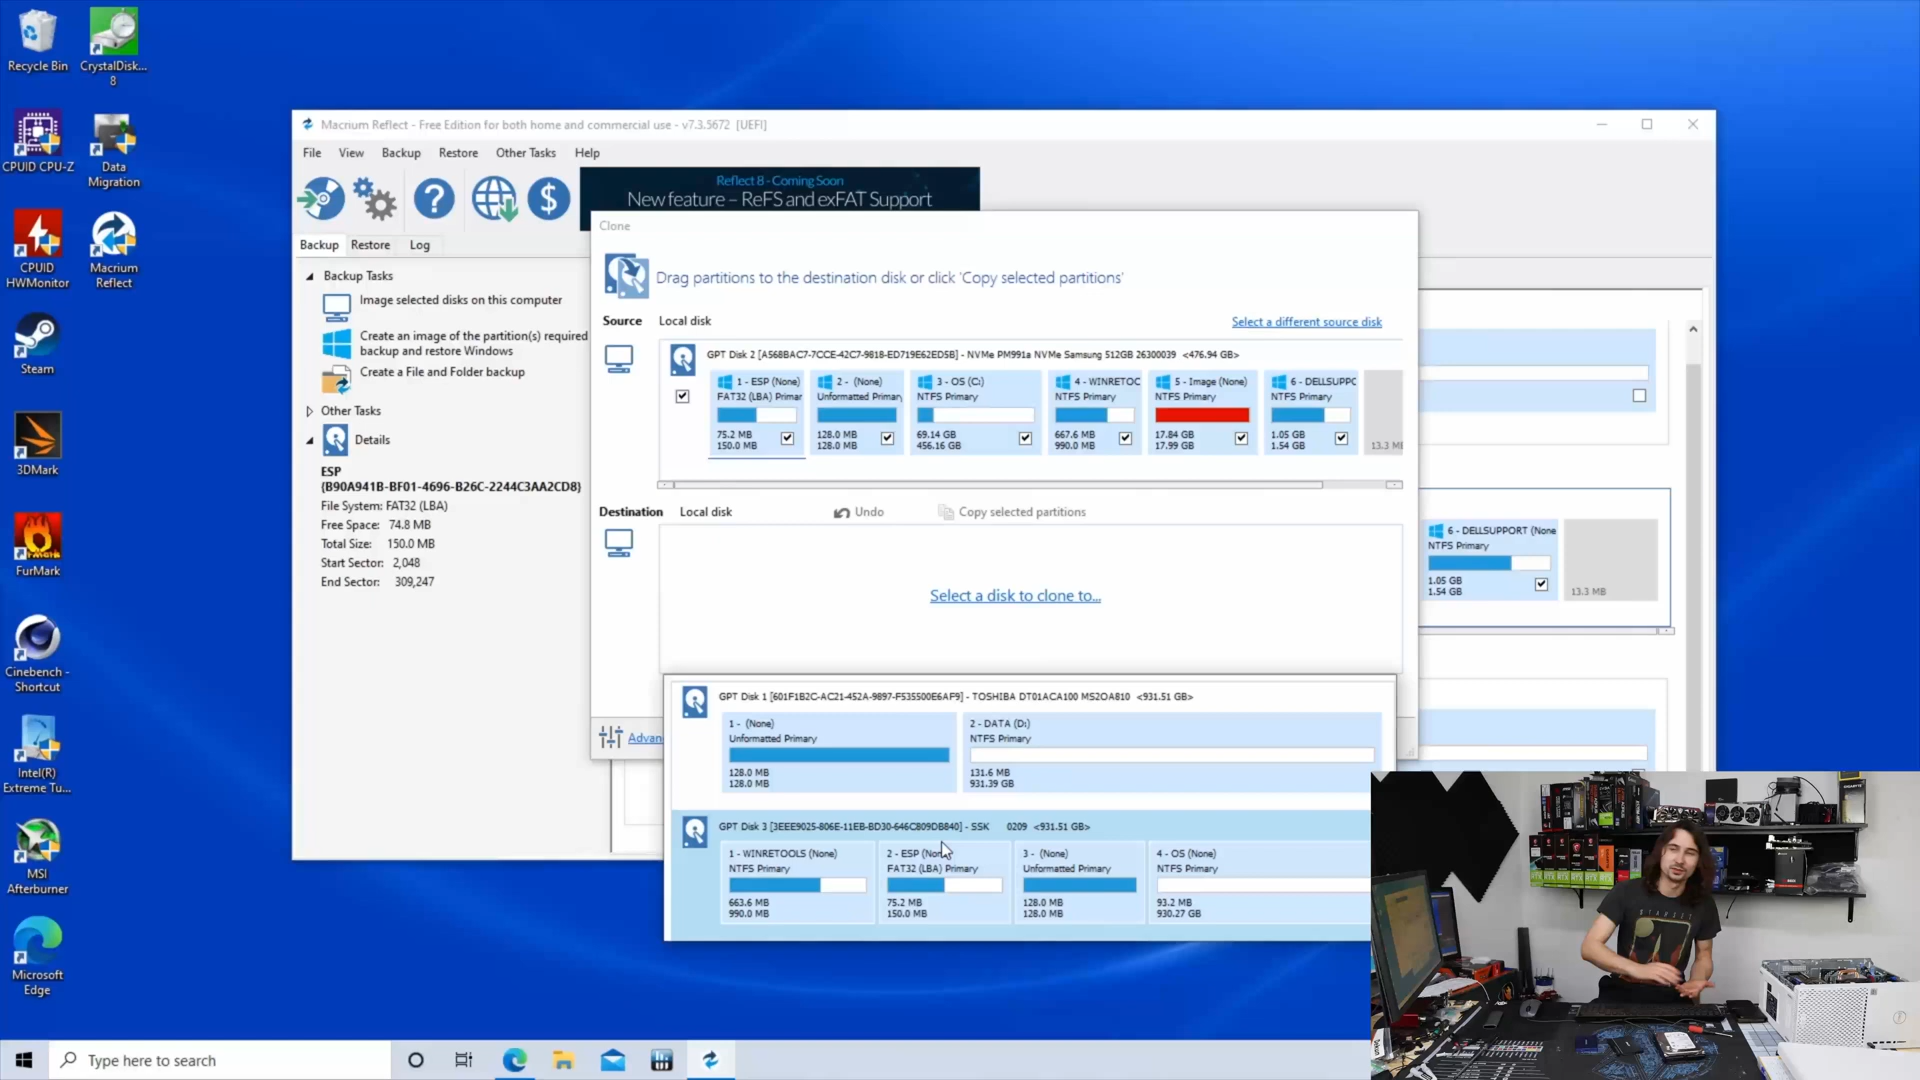 Recycle Bin
CrystalDisk...
8
CPUID CPU-Z
Data
Migration
CPUID
HWMonitor
Macrium
Reflect
Steam
3DMark
FurMark
Cinebench -
Shortcut
Intel(R)
Extreme Tu...
MSI
Afterburner
Microsoft
Edge
Macrium Reflect - Free Edition for both home and commercial use - v7.3.5672 [UEFI]
File View Backup Restore Other Tasks Help
Reflect 8 - Coming Soon
New feature – ReFS and exFAT Support
Backup Restore Log
Backup Tasks
Image selected disks on this computer
Create an image of the partition(s) required
backup and restore Windows
Create a File and Folder backup
Other Tasks
Details
ESP
{B90A941B-BF01-4696-B26C-2244C3AA2CD8}
File System: FAT32 (LBA)
Free Space: 74.8 MB
Total Size: 150.0 MB
Start Sector: 2,048
End Sector: 309,247
Clone
Drag partitions to the destination disk or click 'Copy selected partitions'
Source Local disk Select a different source disk
GPT Disk 2 [A568BAC7-7CCE-42C7-9818-ED719E62ED5B] - NVMe PM991a NVMe Samsung 512GB 26300039 <476.94 GB>
1 - ESP (None)
FAT32 (LBA) Primar
75.2 MB
150.0 MB
2 - (None)
Unformatted Primary
128.0 MB
128.0 MB
3 - OS (C:)
NTFS Primary
69.14 GB
456.16 GB
4 - WINRETOC
NTFS Primary
667.6 MB
990.0 MB
5 - Image (None)
NTFS Primary
17.84 GB
17.99 GB
6 - DELLSUPPC
NTFS Primary
1.05 GB
1.54 GB
13.3 ME
Destination Local disk Undo Copy selected partitions
Select a disk to clone to...
Advan
6 - DELLSUPPORT (None
NTFS Primary
1.05 GB
1.54 GB
13.3 MB
GPT Disk 1 [601F1B2C-AC21-452A-9897-F535500E6AF9] - TOSHIBA DT01ACA100 MS2OA810 <931.51 GB>
1 - (None)
Unformatted Primary
128.0 MB
128.0 MB
2 - DATA (D:)
NTFS Primary
131.6 MB
931.39 GB
GPT Disk 3 [3EEE9025-806E-11EB-BD30-646C809DB840] - SSK 0209 <931.51 GB>
1 - WINRETOOLS (None)
NTFS Primary
663.6 MB
990.0 MB
2 - ESP (None)
FAT32 (LBA) Primary
75.2 MB
150.0 MB
3 - (None)
Unformatted Primary
128.0 MB
128.0 MB
4 - OS (None)
NTFS Primary
93.2 MB
930.27 GB
Type here to search